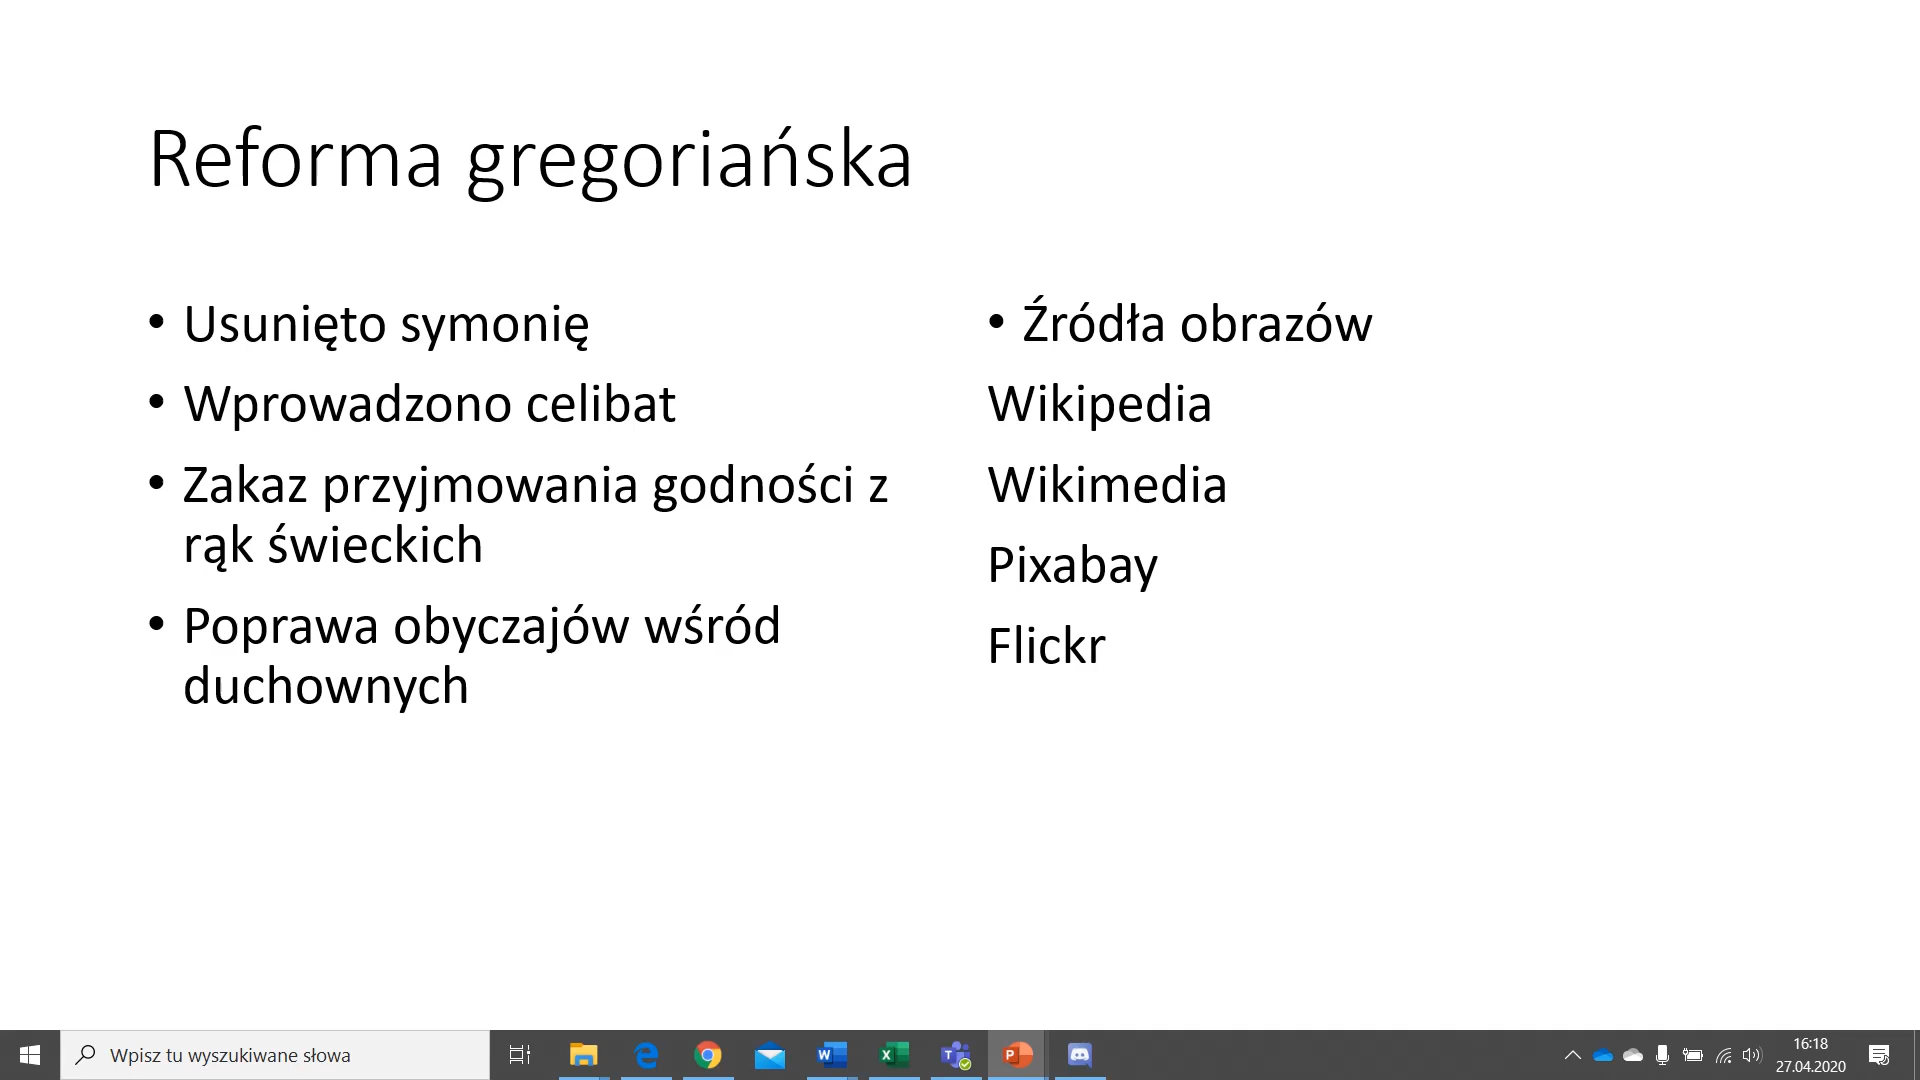 Reforma gregoriańska
• Usunięto symonię
• Wprowadzono celibat
• Zakaz przyjmowania godności z
rąk świeckich
• Poprawa obyczajów wśród
duchownych
• Źródła obrazów
Wikipedia
Wikimedia
Pixabay
Flickr
Wpisz tu wyszukiwane słowa
16:18
27.04.2020